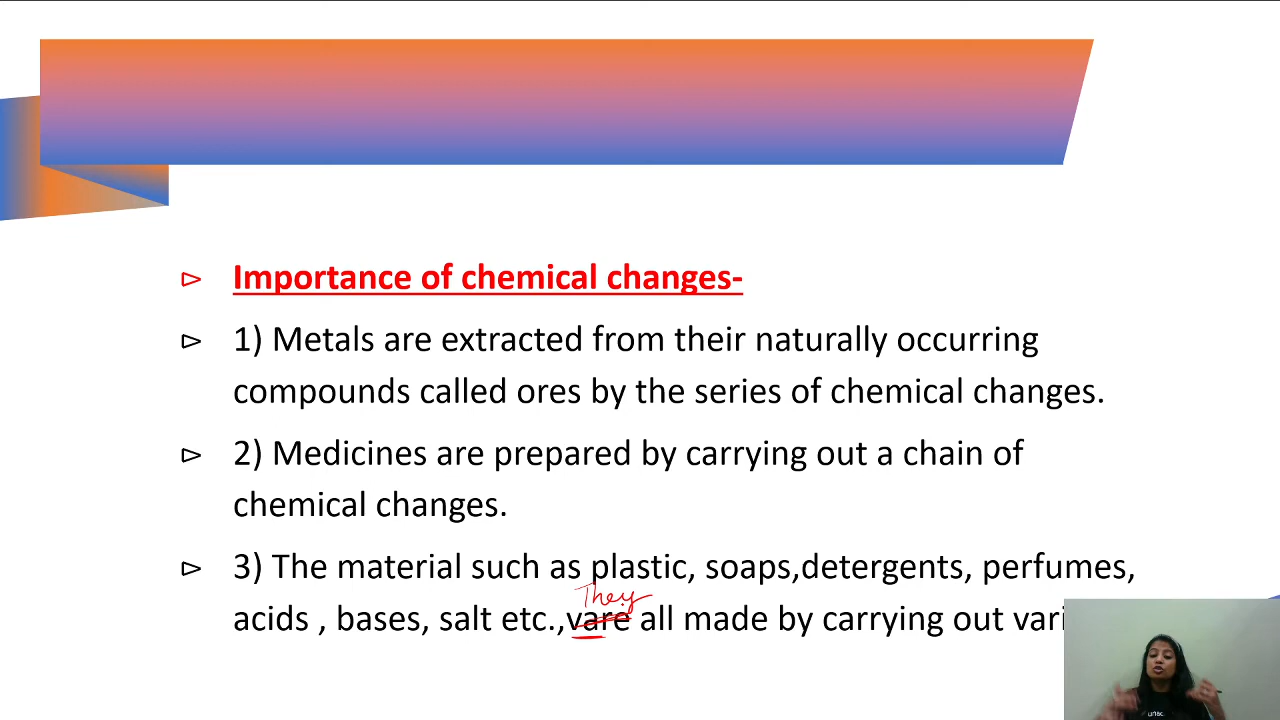 Importance of chemical changes-
1) Metals are extracted from their naturally occurring
compounds called ores by the series of chemical changes.
2) Medicines are prepared by carrying out a chain of
chemical changes.
3) The material such as plastic, soaps,detergents, perfumes,
They
acids , bases, salt etc.,vare all made by carrying out vari